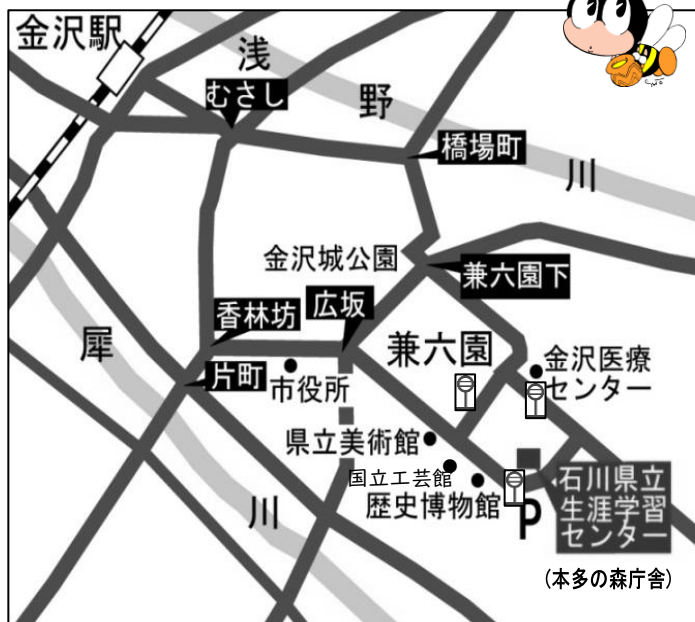 金沢駅
浅
野
川
むさし
橋場町
金沢城公園
兼六園下
香林坊
広坂
兼六園
金沢医療
センター
犀
川
片町
市役所
県立美術館
国立工芸館
歴史博物館
P
石川県立
生涯学習
センター
(本多の森庁舎)